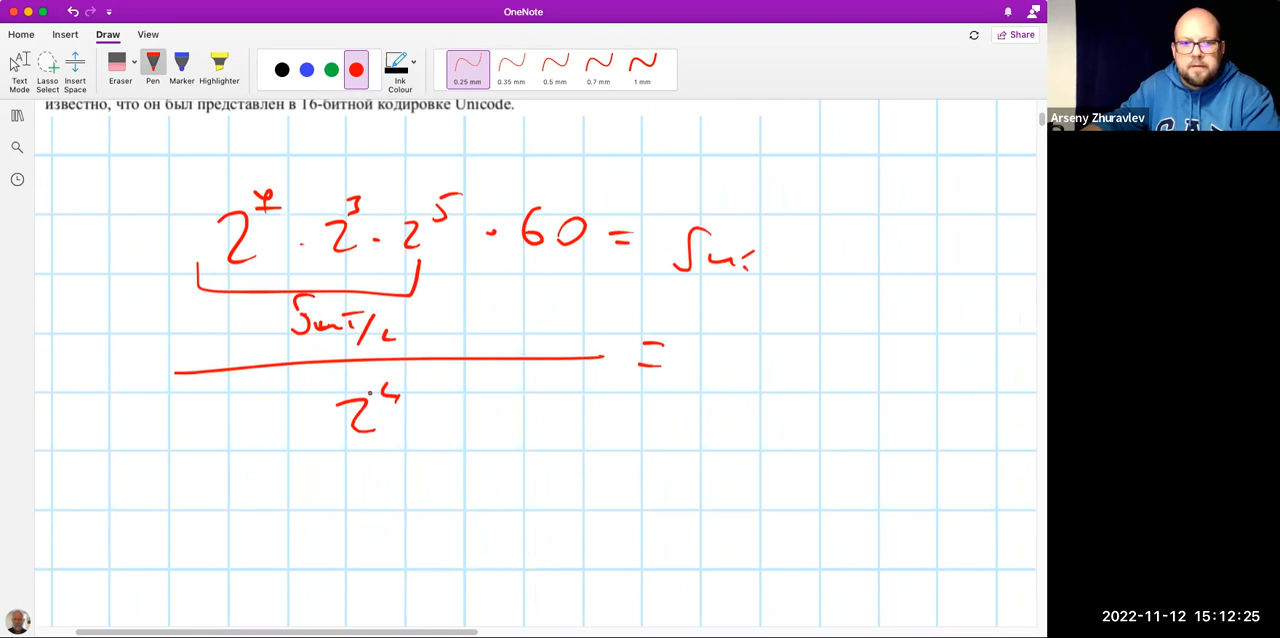 OneNote
Home Insert Draw View
Share
Text Mode
Lasso Select
Insert Space
Eraser
Pen
Marker
Highlighter
Ink Colour
0.25 mm
0.35 mm
0.5 mm
0.7 mm
1 mm
Arseny Zhuravlev
известно, что он был представлен в 16-битной кодировке Unicode.
· 2³ · 2⁵ · 60 =
бит/с
=
2⁴
2022-11-12 15:12:25